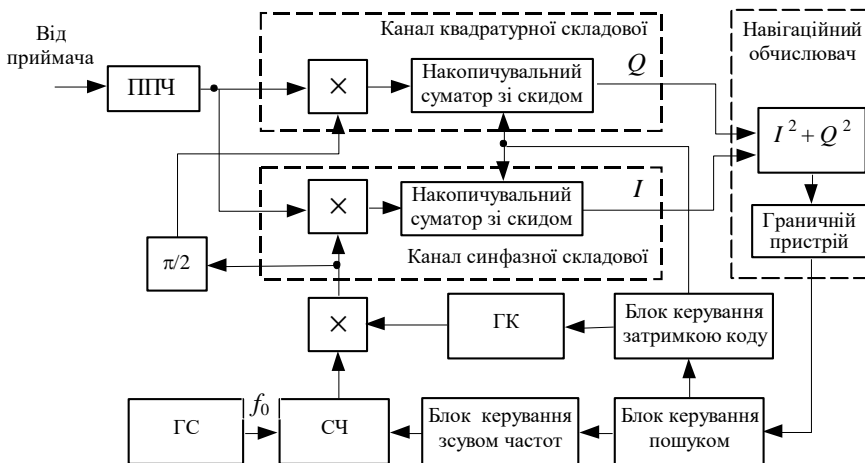 Канал квадратурної складової
Навігаційний
обчислювач
Від
приймача
ППЧ
×
Накопичувальний
суматор зі скидом
Q
I² + Q²
×
Накопичувальний
суматор зі скидом
I
Граничній
пристрій
π/2
Канал синфазної складової
×
ГК
Блок керування
затримкою коду
ГС
f₀
СЧ
Блок керування
зсувом частот
Блок керування
пошуком